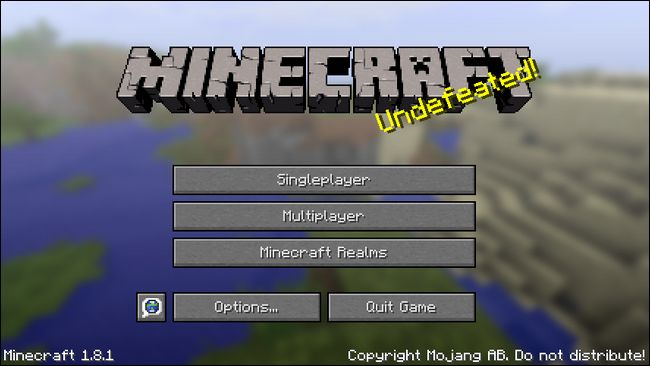 MINECRAFT
Undefeated!
Singleplayer
Multiplayer
Minecraft Realms
Options...
Quit Game
Minecraft 1.8.1
Copyright Mojang AB. Do not distribute!